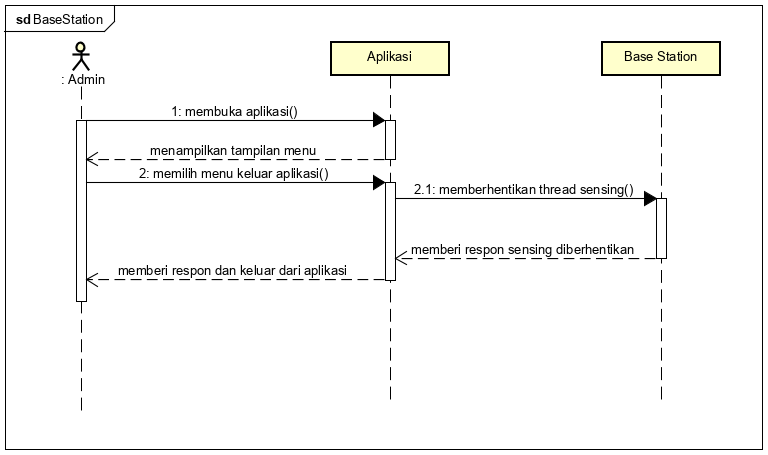 sd BaseStation
: Admin
Aplikasi
Base Station
1: membuka aplikasi()
menampilkan tampilan menu
2: memilih menu keluar aplikasi()
2.1: memberhentikan thread sensing()
memberi respon sensing diberhentikan
memberi respon dan keluar dari aplikasi